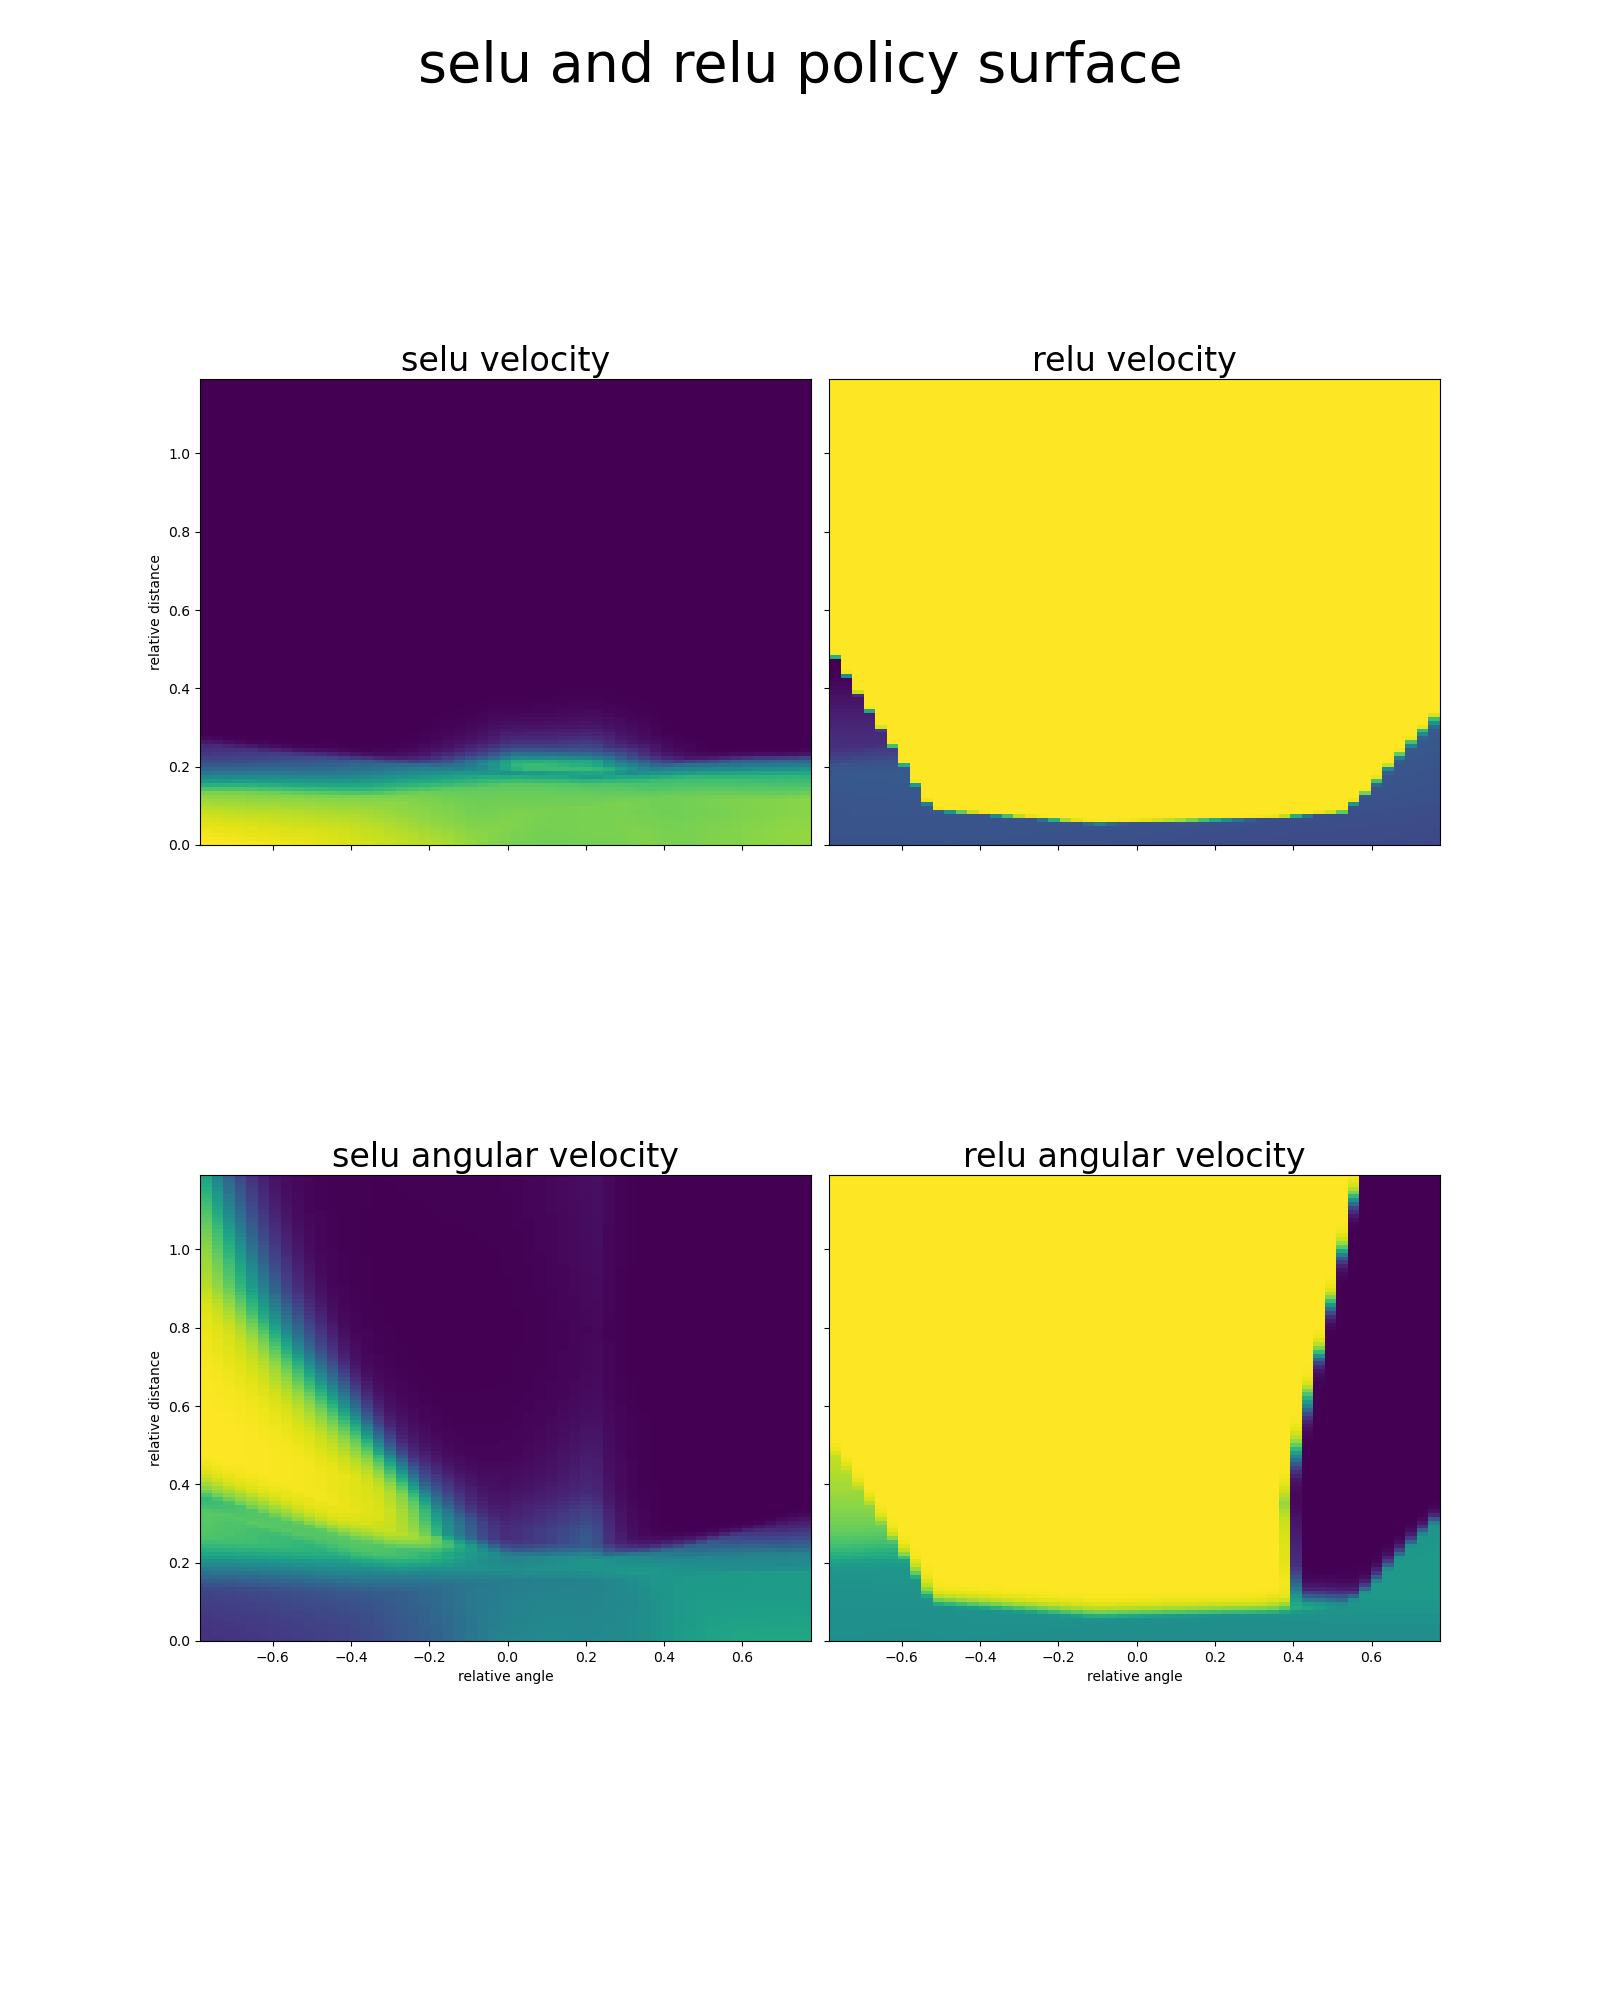 selu and relu policy surface
selu velocity
relu velocity
1.0
0.8
0.6
0.4
0.2
0.0
relative distance
selu angular velocity
relu angular velocity
1.0
0.8
0.6
0.4
0.2
0.0
relative distance
−0.6 −0.4 −0.2 0.0 0.2 0.4 0.6
relative angle
−0.6 −0.4 −0.2 0.0 0.2 0.4 0.6
relative angle